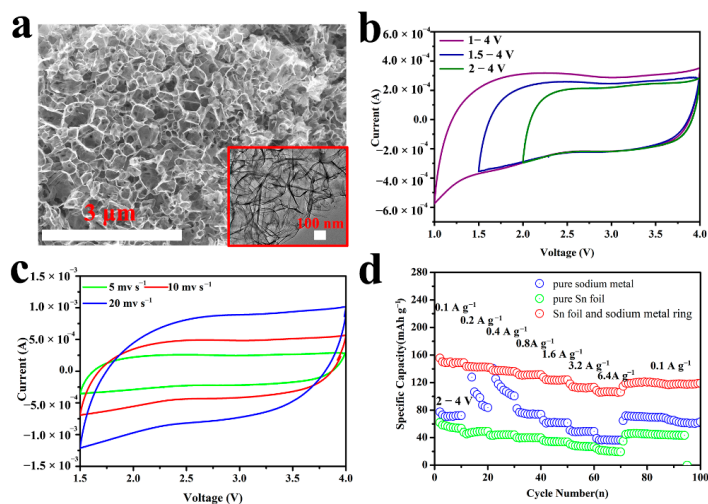 a
3 μm
100 nm
b
6.0 × 10⁻⁴
4.0 × 10⁻⁴
2.0 × 10⁻⁴
0.0
−2.0 × 10⁻⁴
−4.0 × 10⁻⁴
−6.0 × 10⁻⁴
Current (A)
1− 4 V
1.5 − 4 V
2 − 4 V
1.0 1.5 2.0 2.5 3.0 3.5 4.0
Voltage (V)
c
1.5 × 10⁻³
1.0 × 10⁻³
5.0 × 10⁻⁴
0.0
−5.0 × 10⁻⁴
−1.0 × 10⁻³
−1.5 × 10⁻³
Current (A)
5 mv s⁻¹ 10 mv s⁻¹
20 mv s⁻¹
1.5 2.0 2.5 3.0 3.5 4.0
Voltage (V)
d
280
240
200
160
120
80
40
0
Specific Capacity(mAh g⁻¹)
pure sodium metal
pure Sn foil
Sn foil and sodium metal ring
0.1 A g⁻¹
0.2 A g⁻¹
0.4 A g⁻¹
0.8A g⁻¹
1.6 A g⁻¹
3.2 A g⁻¹
6.4A g⁻¹
0.1 A g⁻¹
2 − 4 V
0 20 40 60 80 100
Cycle Number(n)